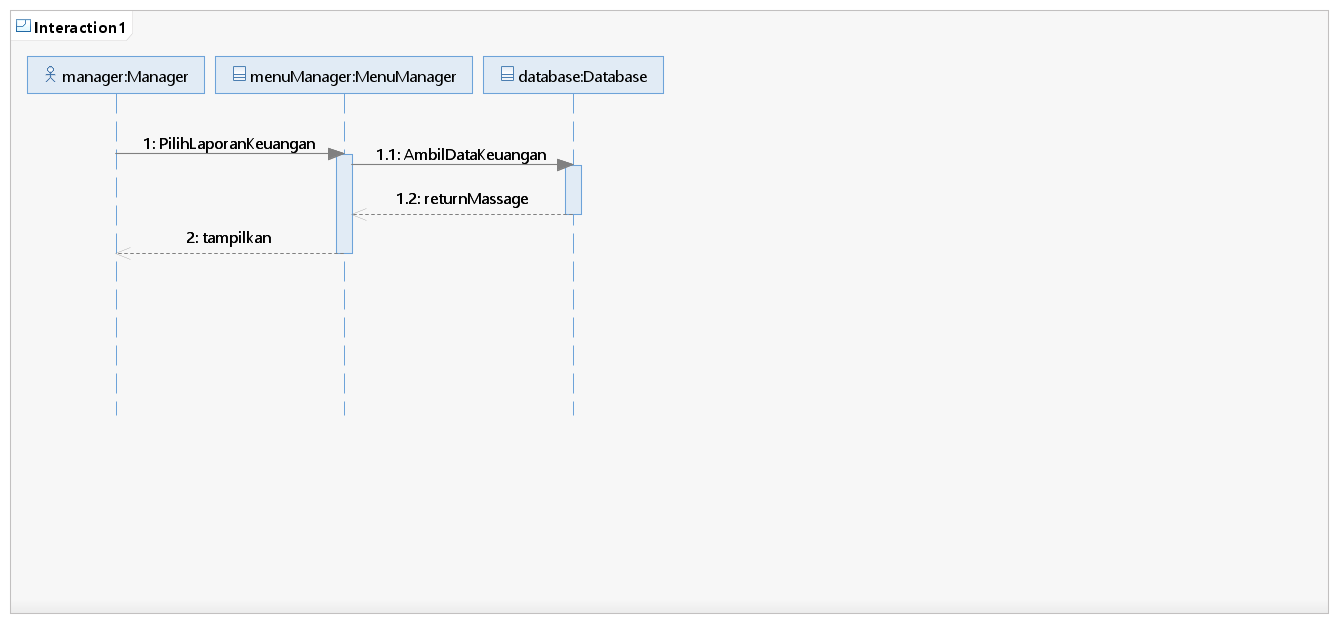 Interaction1
manager:Manager
menuManager:MenuManager
database:Database
1: PilihLaporanKeuangan
1.1: AmbilDataKeuangan
1.2: returnMassage
2: tampilkan